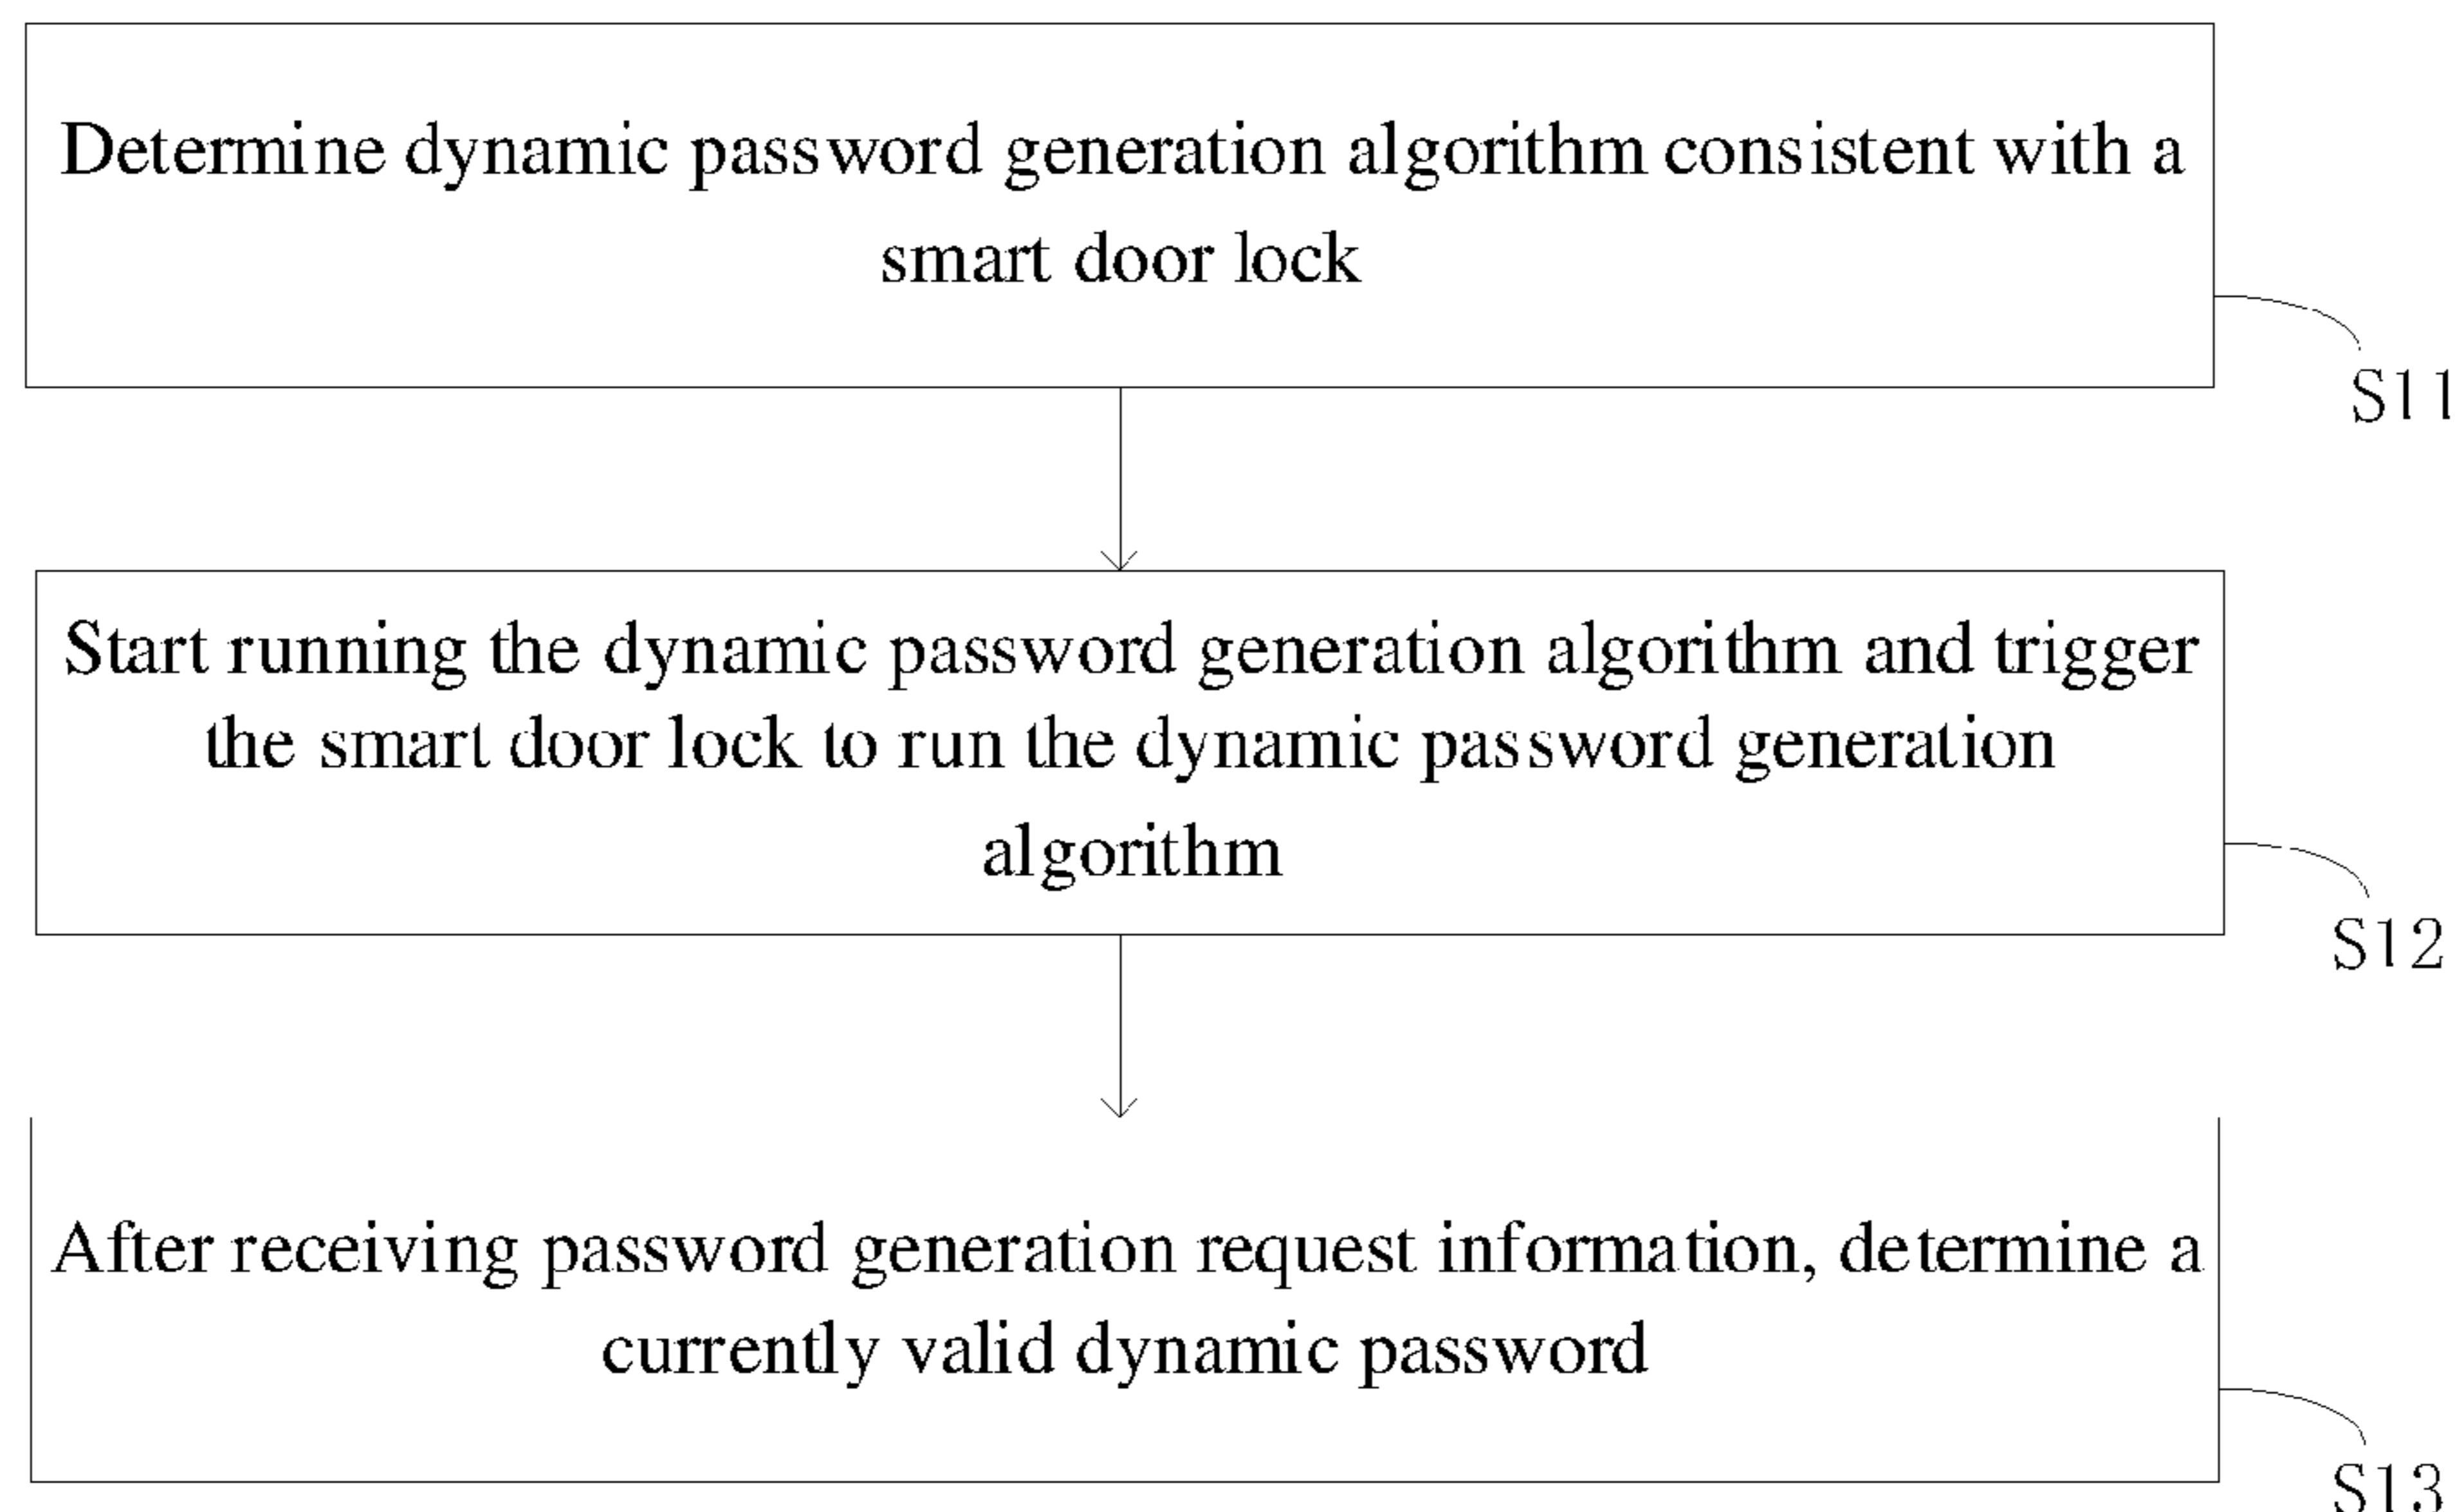 Determine dynamic password generation algorithm consistent with a
smart door lock
S11
Start running the dynamic password generation algorithm and trigger
the smart door lock to run the dynamic password generation
algorithm
S12
After receiving password generation request information, determine a
currently valid dynamic password
S13